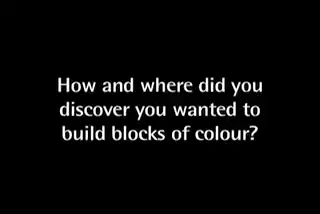 How and where did you
discover you wanted to
build blocks of colour?